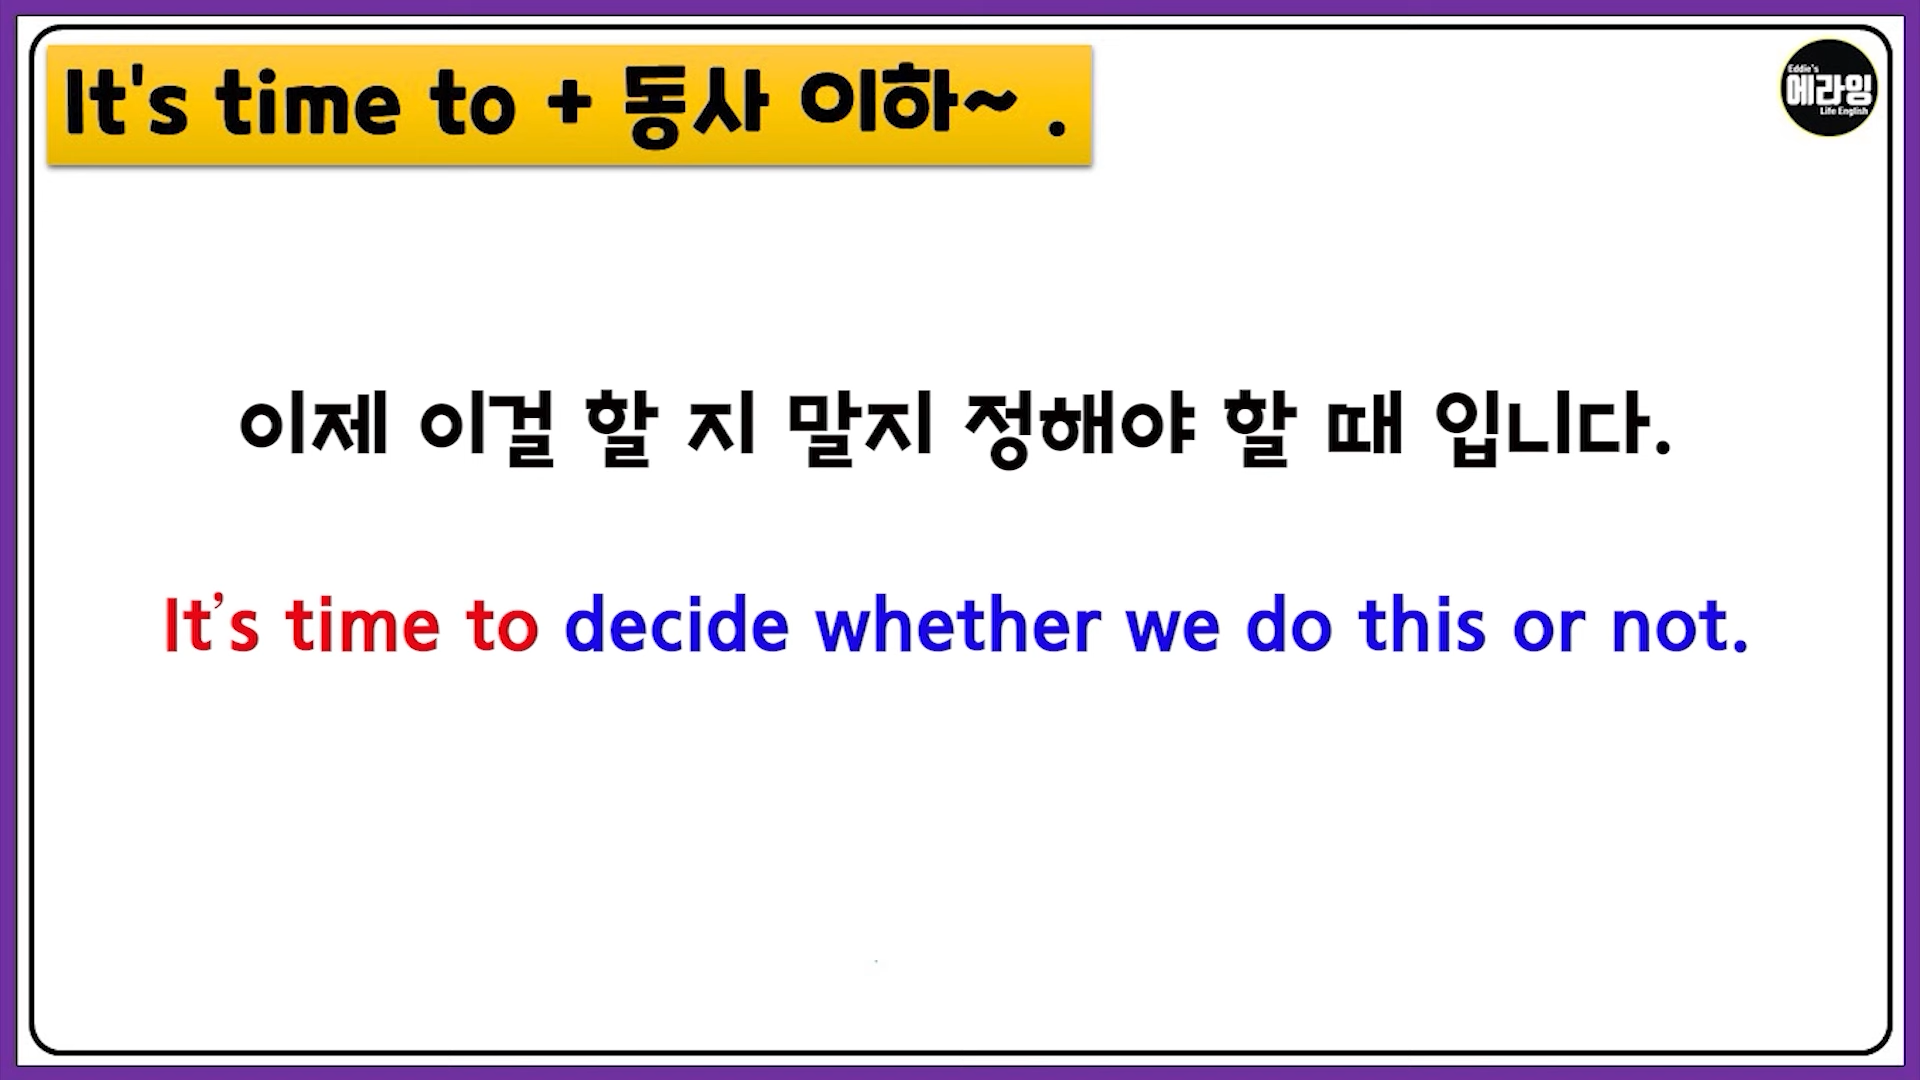 It's time to + 동사 이하~ .
Eddie's
에라잉
Life English
이제 이걸 할 지 말지 정해야 할 때 입니다.
It’s time to decide whether we do this or not.